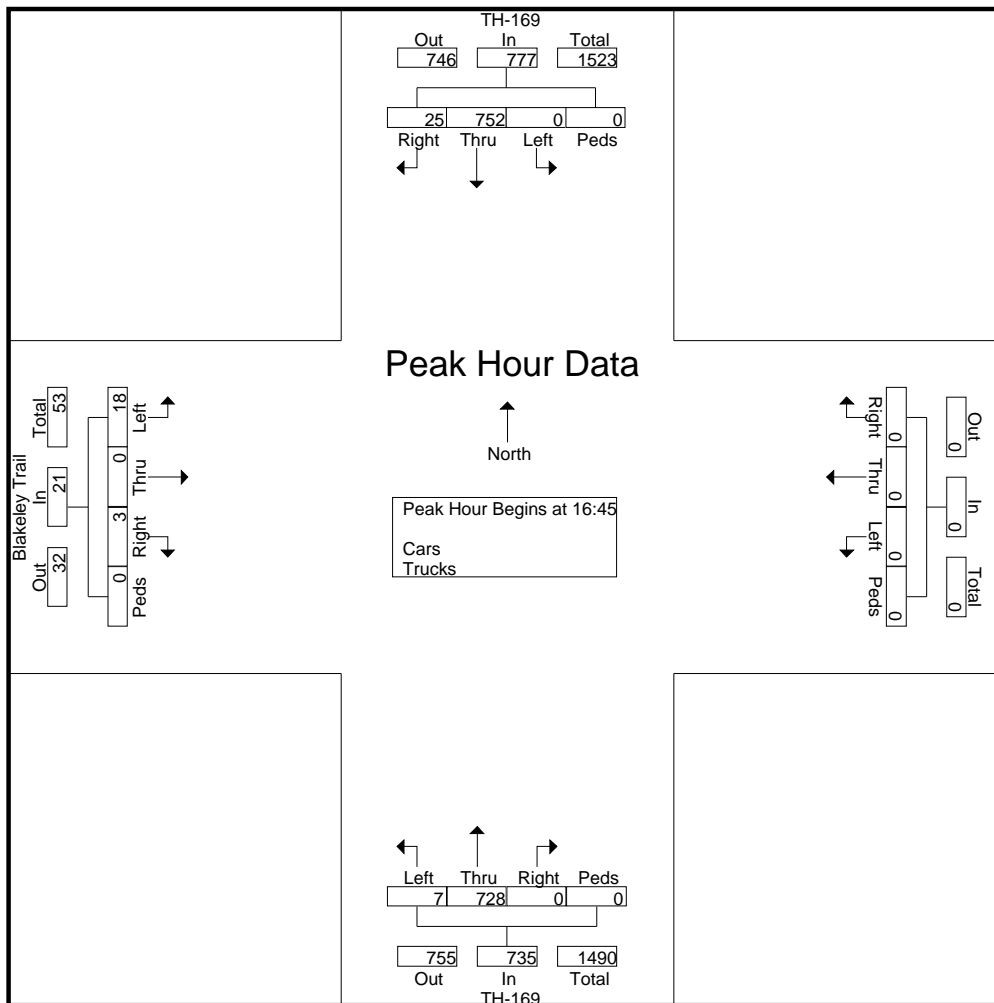 TH-169
Out In Total
746 777 1523
25 752 0 0
Right Thru Left Peds
Peak Hour Data
North
Peak Hour Begins at 16:45
Cars
Trucks
Blakeley Trail
Out In Total
32 21 53
18 0 3 0
Left Thru Right Peds
Out In Total
0 0 0
Right Thru Left Peds
0 0 0 0
Left Thru Right Peds
7 728 0 0
755 735 1490
Out In Total
TH-169